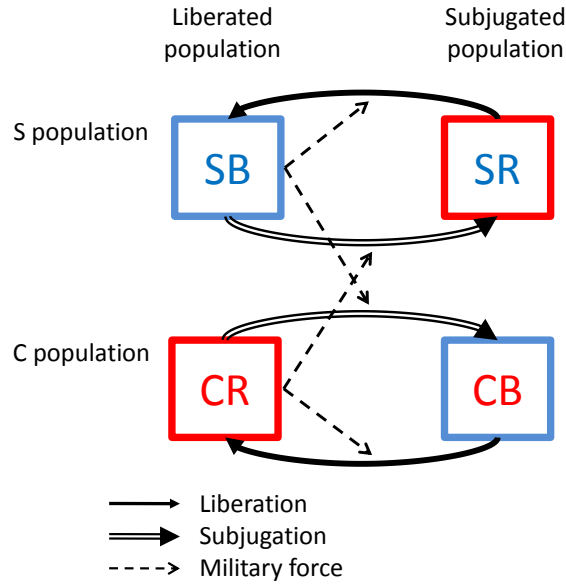 Liberated
population
Subjugated
population
S population
SB
SR
C population
CR
CB
Liberation
Subjugation
Military force